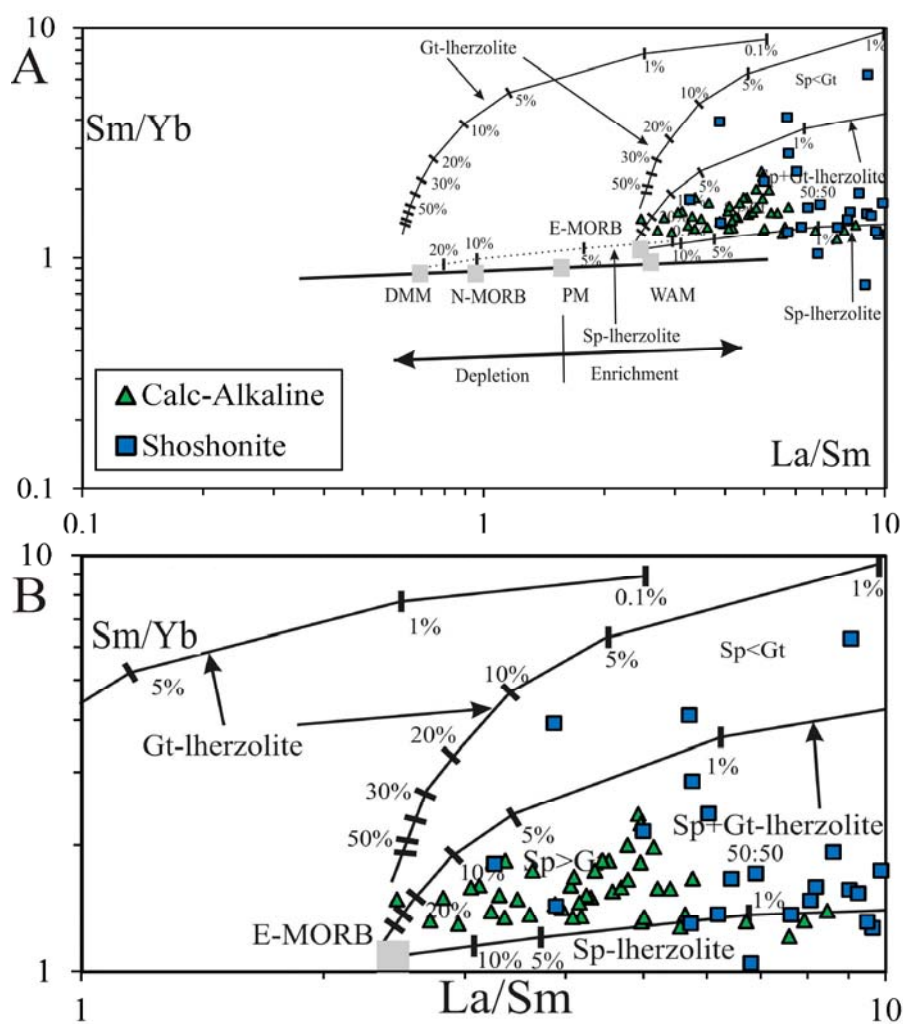 10
A
Sm/Yb
Gt-lherzolite
0.1%
1%
1%
5%
5%
Sp<Gt
10%
10%
20%
20%
30%
30%
50%
50%
1%
5%
Sp+Gt-lherzolite
50:50
E-MORB
1
20%
10%
5%
10%
5%
1%
DMM
N-MORB
PM
WAM
Sp-lherzolite
Sp-lherzolite
Depletion
Enrichment
Calc-Alkaline
Shoshonite
La/Sm
0.1
0.1
1
10
10
B
Sm/Yb
0.1%
1%
1%
5%
5%
Sp<Gt
10%
Gt-lherzolite
20%
30%
1%
50%
5%
Sp+Gt-lherzolite
50:50
10%
Sp>G
20%
1%
E-MORB
10%
5%
Sp-lherzolite
1
1
La/Sm
10